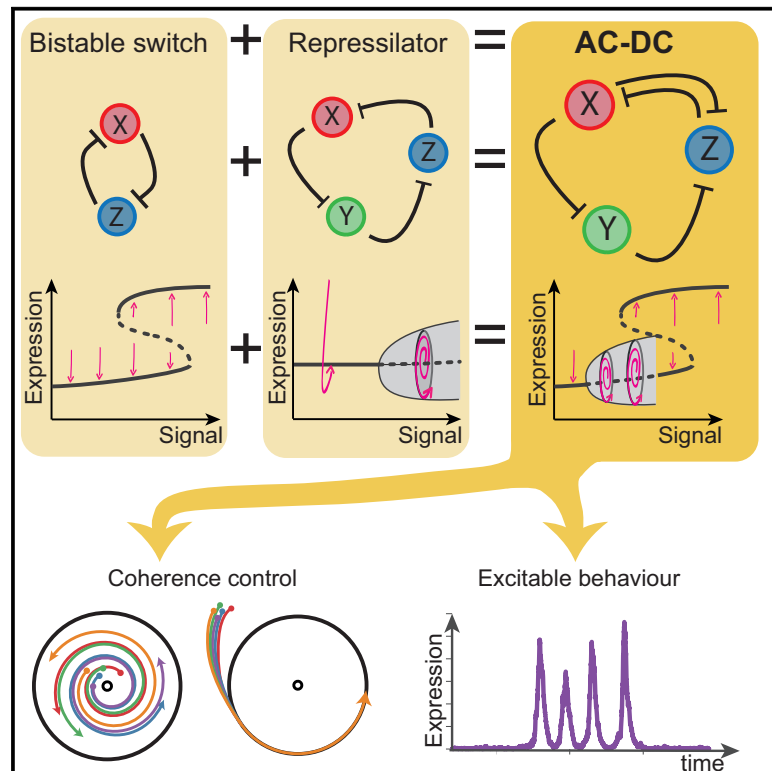 Bistable switch + Repressilator = AC-DC
X
Z
+
X
Z
Y
=
X
Z
Y
Expression
Signal
+
Expression
Signal
=
Expression
Signal
Coherence control
Excitable behaviour
Expression
time